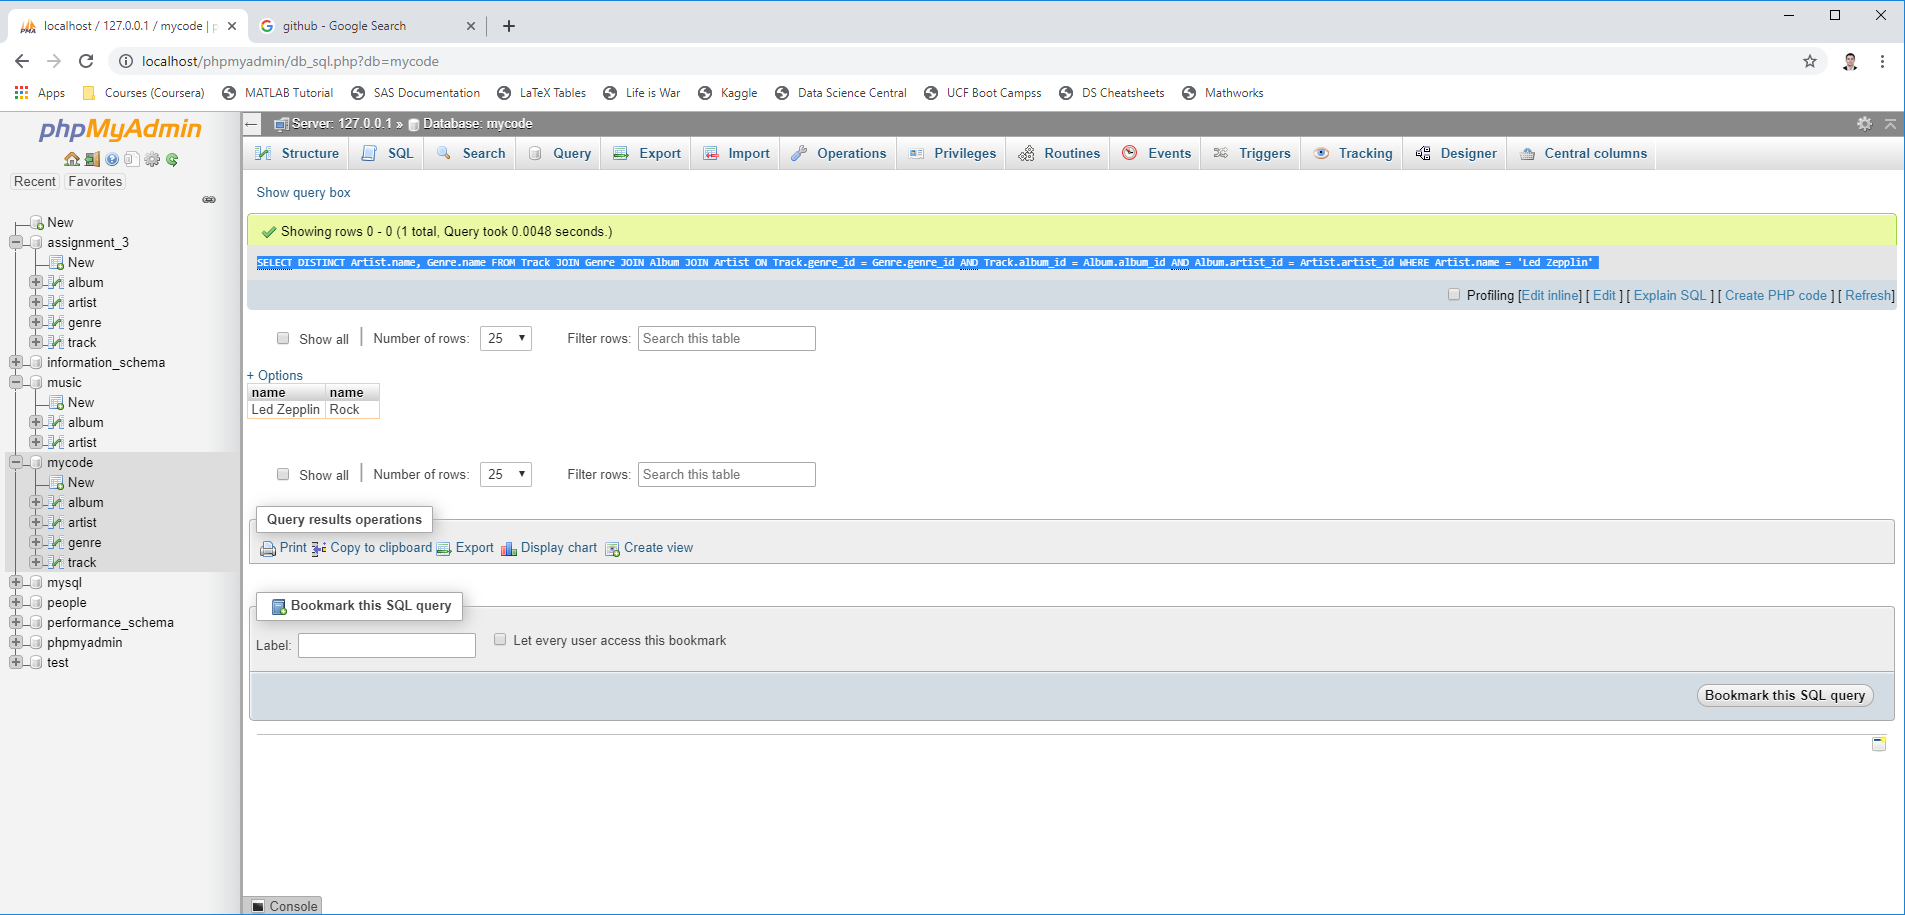 localhost / 127.0.0.1 / mycode |
github - Google Search
localhost/phpmyadmin/db_sql.php?db=mycode
Apps
Courses (Coursera)
MATLAB Tutorial
SAS Documentation
LaTeX Tables
Life is War
Kaggle
Data Science Central
UCF Boot Campss
DS Cheatsheets
Mathworks
phpMyAdmin
Recent
Favorites
New
assignment_3
New
album
artist
genre
track
information_schema
music
New
album
artist
mycode
New
album
artist
genre
track
mysql
people
performance_schema
phpmyadmin
test
Server: 127.0.0.1 » Database: mycode
Structure
SQL
Search
Query
Export
Import
Operations
Privileges
Routines
Events
Triggers
Tracking
Designer
Central columns
Show query box
Showing rows 0 - 0 (1 total, Query took 0.0048 seconds.)
SELECT DISTINCT Artist.name, Genre.name FROM Track JOIN Genre JOIN Album JOIN Artist ON Track.genre_id = Genre.genre_id AND Track.album_id = Album.album_id AND Album.artist_id = Artist.artist_id WHERE Artist.name = 'Led Zepplin'
Profiling [Edit inline] [ Edit ] [ Explain SQL ] [ Create PHP code ] [ Refresh]
Show all | Number of rows: 25 Filter rows: Search this table
+ Options
name name
Led Zepplin Rock
Show all | Number of rows: 25 Filter rows: Search this table
Query results operations
Print Copy to clipboard Export Display chart Create view
Bookmark this SQL query
Label: Let every user access this bookmark
Bookmark this SQL query
Console